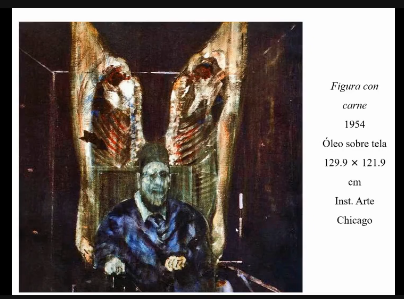 Figura con
carne
1954
Óleo sobre tela
129.9 × 121.9
cm
Inst. Arte
Chicago